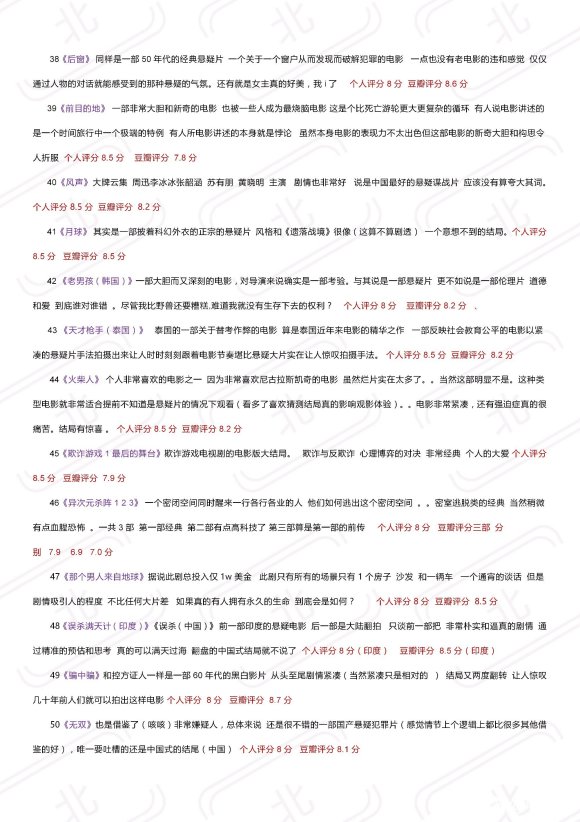 38《后窗》 同样是一部 50 年代的经典悬疑片 一个关于一个窗户从而发现而破解犯罪的电影 一点也没有老电影的违和感觉 仅仅
通过人物的对话就能感受到的那种悬疑的气氛。还有就是女主真的好美，我 i 了 个人评分 8 分 豆瓣评分 8.6 分
39《前目的地》 一部非常大胆和新奇的电影 也被一些人成为最烧脑电影 这是个比死亡游轮更大更复杂的循环 有人说电影讲述的
是一个时间旅行中一个极端的特例 有人所电影讲述的本身就是悖论 虽然本身电影的表现力不太出色但这部电影的新奇大胆和构思令
人折服 个人评分 8.5 分 豆瓣评分 7.8 分
40《风声》大牌云集 周迅李冰冰张韶涵 苏有朋 黄晓明 主演 剧情也非常好 说是中国最好的悬疑谍战片 应该没有算夸大其词。
个人评分 8.5 分 豆瓣评分 8.2 分
41《月球》 其实是一部披着科幻外衣的正宗的悬疑片 风格和《遗落战境》很像（这算不算剧透） 一个意想不到的结局。个人评分
8.5 分 豆瓣评分 8.5 分
42 《老男孩（韩国）》一部大胆而又深刻的电影，对导演来说确实是一部考验。与其说是一部悬疑片 更不如说是一部伦理片 道德
和爱 到底谁对谁错 。尽管我比野兽还要糟糕,难道我就没有生存下去的权利？ 个人评分 8 分 豆瓣评分 8.2 分 、
43 《天才枪手（泰国）》 泰国的一部关于替考作弊的电影 算是泰国近年来电影的精华之作 一部反映社会教育公平的电影以紧
凑的悬疑片手法拍摄出来让人时时刻刻跟着电影节奏堪比悬疑大片实在让人惊叹拍摄手法。 个人评分 8.5 分 豆瓣评分 8.2 分
44《火柴人》 个人非常喜欢的电影之一 因为非常喜欢尼古拉斯凯奇的电影 虽然烂片实在太多了。。当然这部明显不是。这种类
型电影就非常适合提前不知道是悬疑片的情况下观看（看多了喜欢猜测结局真的影响观影体验）。。电影非常紧凑，还有强迫症真的很
痛苦。结局有惊喜 。 个人评分 8.5 分 豆瓣评分 8.2 分
45《欺诈游戏 1 最后的舞台》欺诈游戏电视剧的电影版大结局。 欺诈与反欺诈 心理博弈的对决 非常经典 个人的大爱 个人评分
8.5 分 豆瓣评分 7.9 分
46《异次元杀阵 1 2 3》 一个密闭空间同时醒来一行各行各业的人 他们如何逃出这个密闭空间 。。密室逃脱类的经典 当然稍微
有点血腥恐怖 。一共 3 部 第一部经典 第二部有点高科技了 第三部算是第一部的前传 个人评分 8 分 豆瓣评分三部 分
别 7.9 6.9 7.0 分
47《那个男人来自地球》据说此剧总投入仅 1w 美金 此剧只有所有的场景只有 1 个房子 沙发 和一辆车 一个通宵的谈话 但是
剧情吸引人的程度 不比任何大片差 如果真的有人拥有永久的生命 到底会是如何？ 个人评分 8 分 豆瓣评分 8.5 分
48《误杀满天计（印度）》《误杀（中国）》 前一部印度的悬疑电影 后一部是大陆翻拍 只谈前一部把 非常朴实和逼真的剧情 通
过精准的预估和思考 真的可以满天过海 翻盘的中国式结局就不说了 个人评分 8 分（印度） 豆瓣评分 8.5 分（印度）
49《骗中骗》和控方证人一样是一部 60 年代的黑白影片 从头至尾剧情紧凑（当然紧凑只是相对的 ） 结局又两度翻转 让人惊叹
几十年前人们就可以拍出这样电影 个人评分 8 分 豆瓣评分 8.7 分
50《无双》也是借鉴了（咳咳）非常嫌疑人，总体来说 还是很不错的一部国产悬疑犯罪片（感觉情节上个逻辑上都比很多其他借
鉴的好），唯一要吐槽的还是中国式的结尾（中国） 个人评分 8 分 豆瓣评分 8.1 分